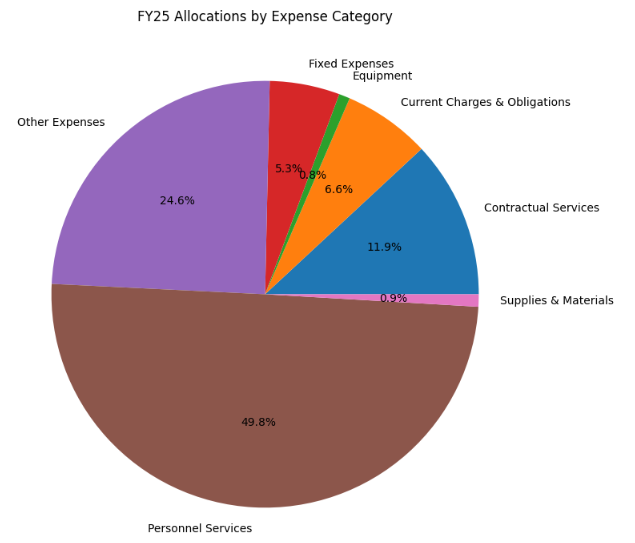 FY25 Allocations by Expense Category
Fixed Expenses
Equipment
Current Charges & Obligations
Other Expenses
5.3%
0.8%
6.6%
24.6%
Contractual Services
11.9%
0.9%
Supplies & Materials
49.8%
Personnel Services